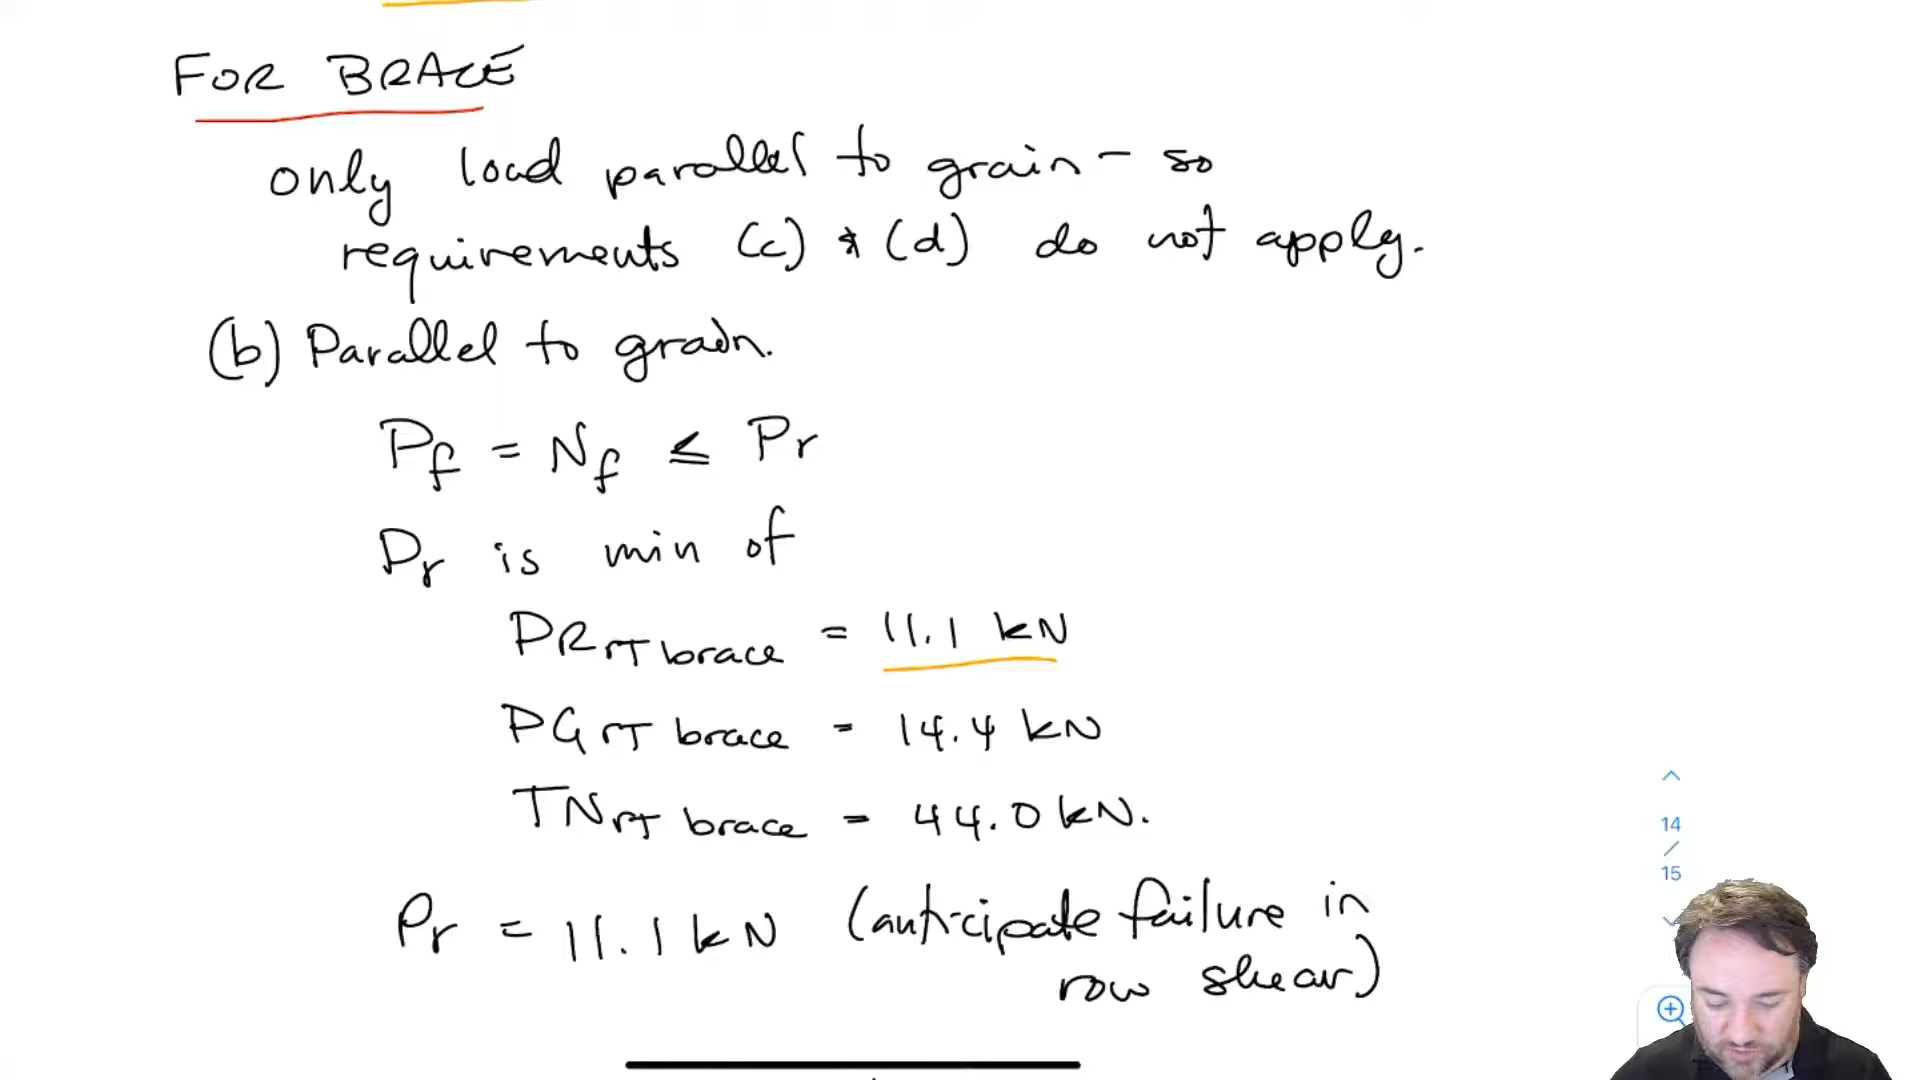 FOR BRACE
only load parallel to grain - so
requirements (c) & (d) do not apply.
(b) Parallel to grain.
Pf = Nf ≤ Pr
Pr is min of
PRrT brace = 11.1 kN
PGrT brace = 14.4 kN
TNrT brace = 44.0 kN.
Pr = 11.1 kN (anticipate failure in
row shear)
14
/
15